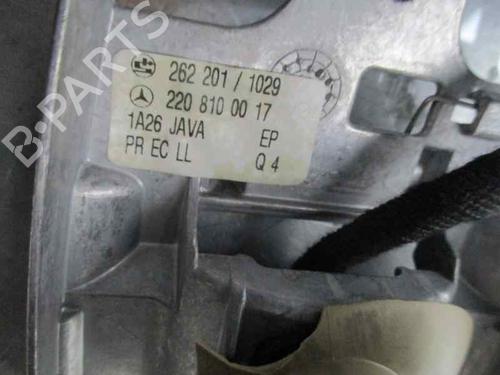 262 201 / 1029
220 810 00 17
1A26 JAVA EP
PR EC LL Q 4
B-PARTS